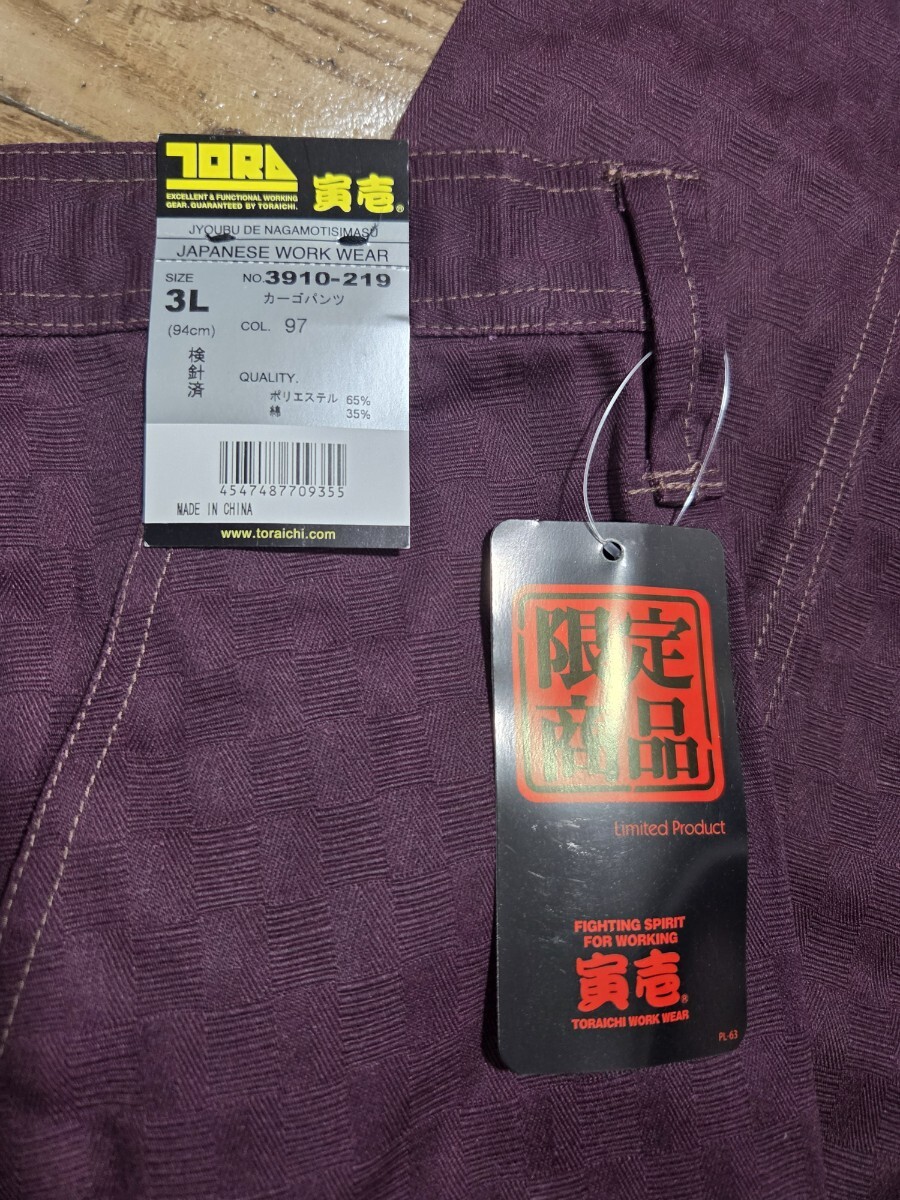 TORA
EXCELLENT & FUNCTIONAL WORKING
GEAR. GUARANTEED BY TORAICHI.
寅壱®
JYOUBU DE NAGAMOTISIMASU
JAPANESE WORK WEAR
SIZE
3L
(94cm)
検針済
NO. 3910-219
カーゴパンツ
COL. 97
QUALITY.
ポリエステル 65%
綿 35%
4547487709355
MADE IN CHINA
www.toraichi.com
限定
商品
Limited Product
FIGHTING SPIRIT
FOR WORKING
寅壱®
TORAICHI WORK WEAR
PL-63